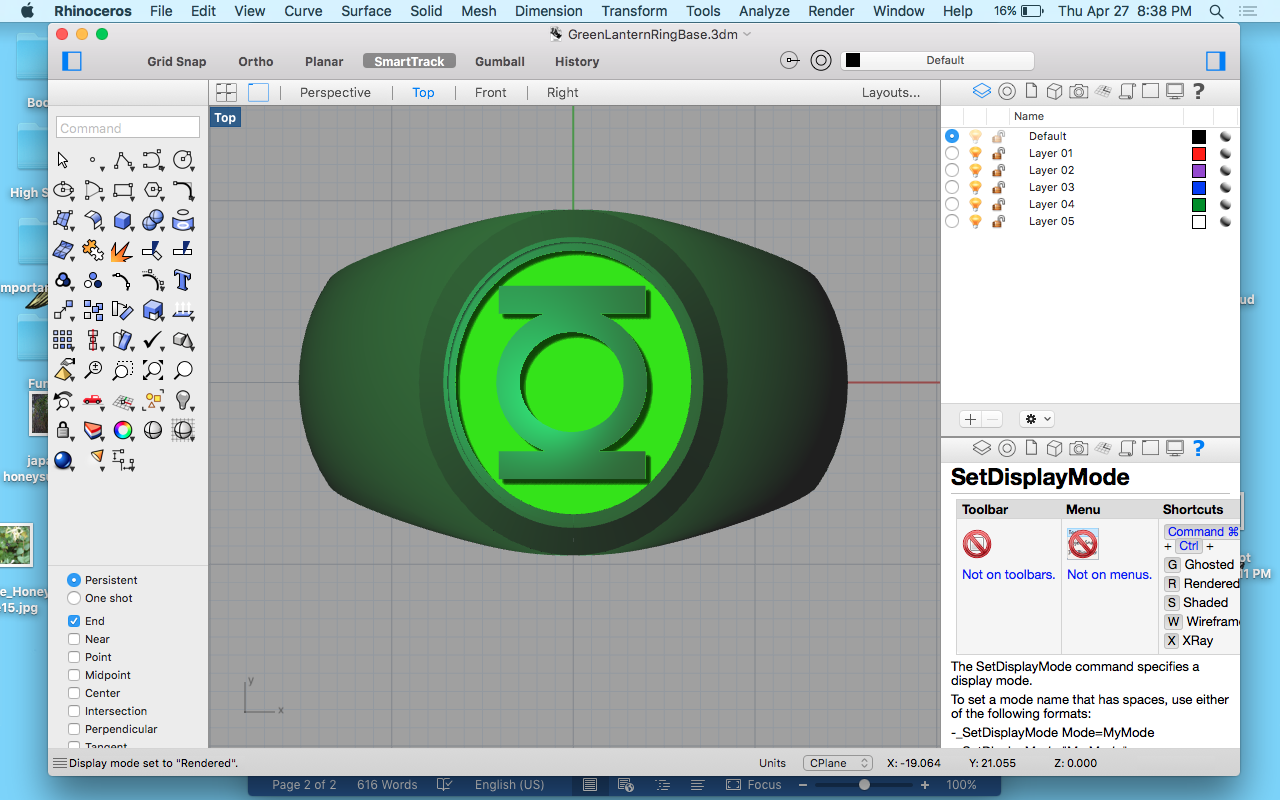 Rhinoceros File Edit View Curve Surface Solid Mesh Dimension Transform Tools Analyze Render Window Help 16% Thu Apr 27 8:38 PM
GreenLanternRingBase.3dm
Grid Snap Ortho Planar SmartTrack Gumball History Default
Perspective Top Front Right Layouts...
Top
Command
Name
Default
Layer 01
Layer 02
Layer 03
Layer 04
Layer 05
SetDisplayMode
Toolbar Menu Shortcuts
Command ⌘
+ Ctrl +
G Ghosted
R Rendered
S Shaded
W Wirefram
X XRay
Not on toolbars. Not on menus.
The SetDisplayMode command specifies a
display mode.
To set a mode name that has spaces, use either
of the following formats:
-_SetDisplayMode Mode=MyMode
Persistent
One shot
End
Near
Point
Midpoint
Center
Intersection
Perpendicular
Tangent
y
x
Display mode set to "Rendered". Units CPlane X: -19.064 Y: 21.055 Z: 0.000
Page 2 of 2 616 Words English (US) Focus 100%
Boo
High S
mportan
Fur
japa
honeysu
e_Honey
15.jpg
ud
ot
11 PM